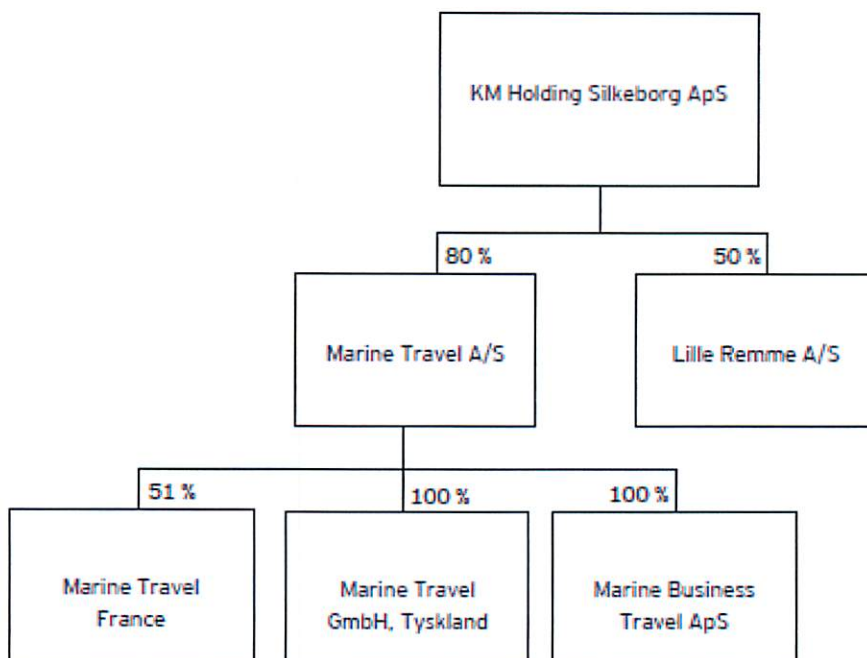 KM Holding Silkeborg ApS
80 %
50 %
Marine Travel A/S
Lille Remme A/S
51 %
100 %
100 %
Marine Travel
France
Marine Travel
GmbH, Tyskland
Marine Business
Travel ApS